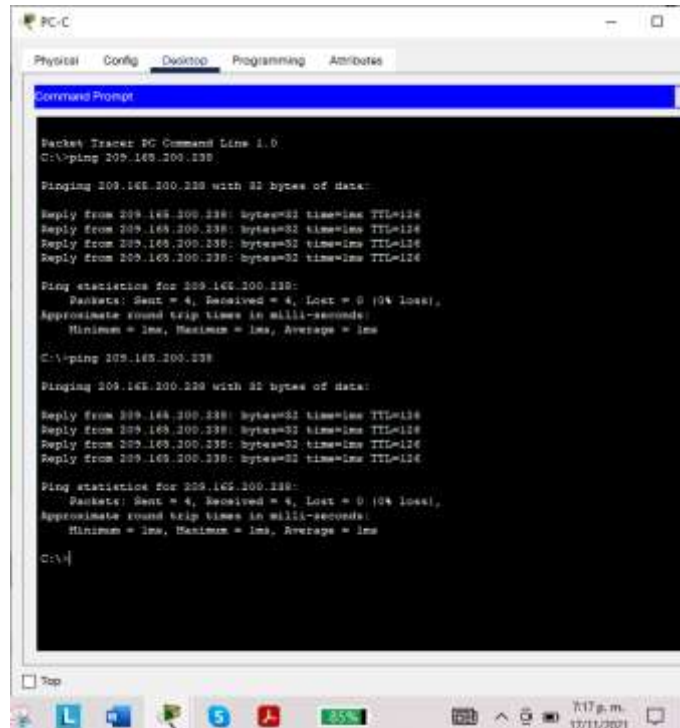 PC-C
Physical Config Desktop Programming Attributes
Command Prompt
Packet Tracer PC Command Line 1.0
C:\>ping 209.165.200.238
Pinging 209.165.200.238 with 32 bytes of data:
Reply from 209.165.200.238: bytes=32 time=1ms TTL=126
Reply from 209.165.200.238: bytes=32 time=1ms TTL=126
Reply from 209.165.200.238: bytes=32 time=1ms TTL=126
Reply from 209.165.200.238: bytes=32 time=1ms TTL=126
Ping statistics for 209.165.200.238:
Packets: Sent = 4, Received = 4, Lost = 0 (0% loss),
Approximate round trip times in milli-seconds:
Minimum = 1ms, Maximum = 1ms, Average = 1ms
C:\>ping 209.165.200.238
Pinging 209.165.200.238 with 32 bytes of data:
Reply from 209.165.200.238: bytes=32 time=1ms TTL=126
Reply from 209.165.200.238: bytes=32 time=1ms TTL=126
Reply from 209.165.200.238: bytes=32 time=1ms TTL=126
Reply from 209.165.200.238: bytes=32 time=1ms TTL=126
Ping statistics for 209.165.200.238:
Packets: Sent = 4, Received = 4, Lost = 0 (0% loss),
Approximate round trip times in milli-seconds:
Minimum = 1ms, Maximum = 1ms, Average = 1ms
C:\>
Top
L S 85% 7:17 p. m.
17/11/2021